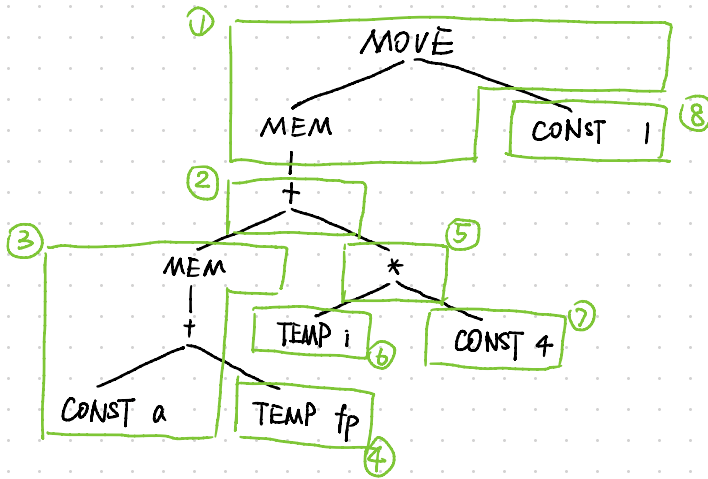 ①
MOVE
MEM
CONST 1
⑧
②
+
③
MEM
⑤
*
+
TEMP i
⑥
CONST 4
⑦
CONST a
TEMP fp
④